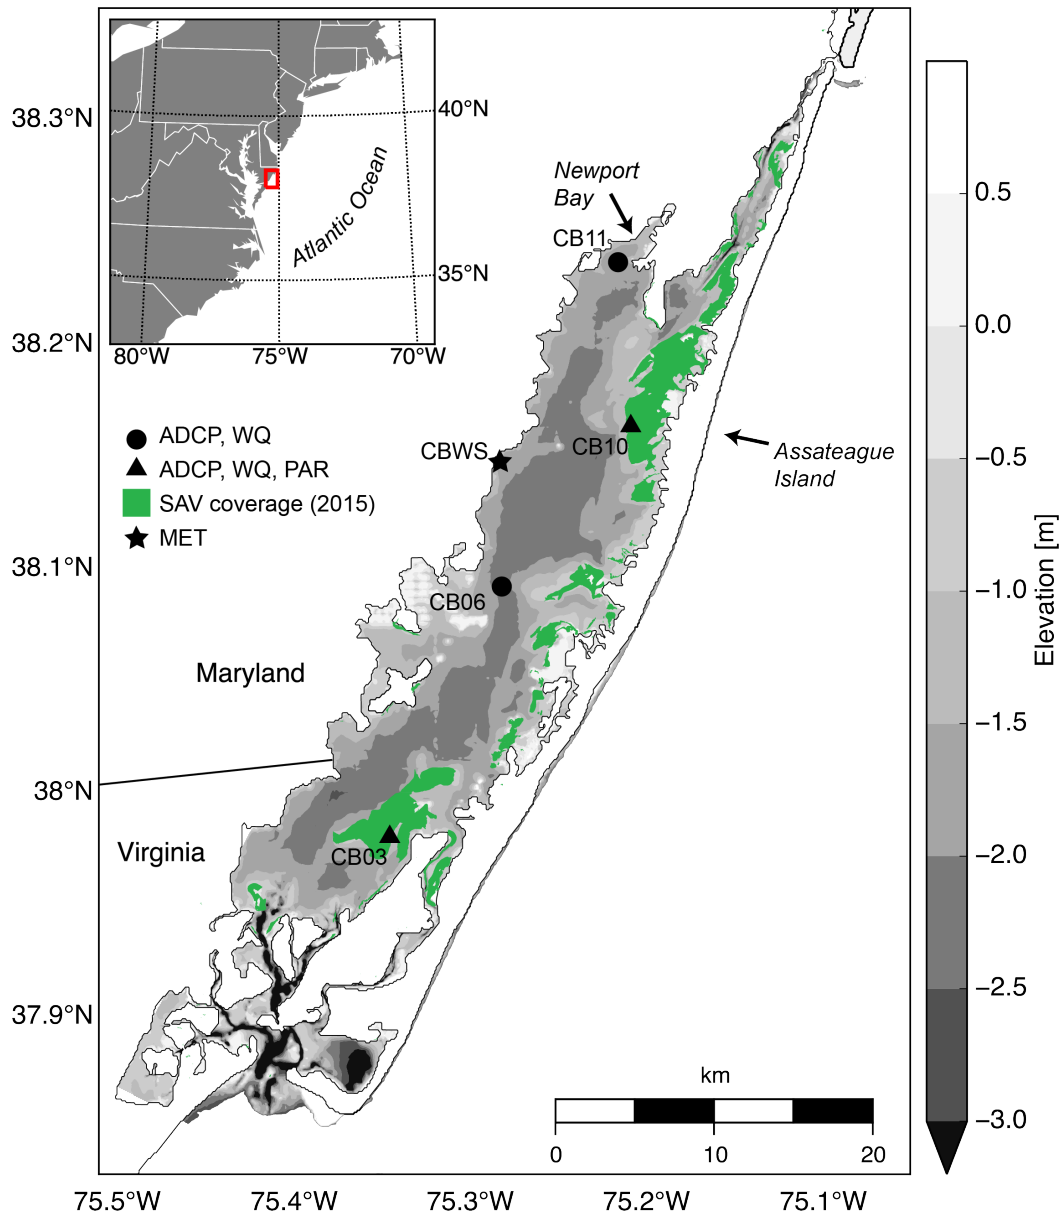 40°N
35°N
80°W
75°W
70°W
Atlantic Ocean
38.3°N
38.2°N
38.1°N
38°N
37.9°N
Newport
Bay
CB11
ADCP, WQ
ADCP, WQ, PAR
SAV coverage (2015)
MET
CBWS
CB10
Assateague
Island
CB06
Maryland
Virginia
CB03
km
0
10
20
75.5°W
75.4°W
75.3°W
75.2°W
75.1°W
0.5
0.0
−0.5
−1.0
−1.5
−2.0
−2.5
−3.0
Elevation [m]